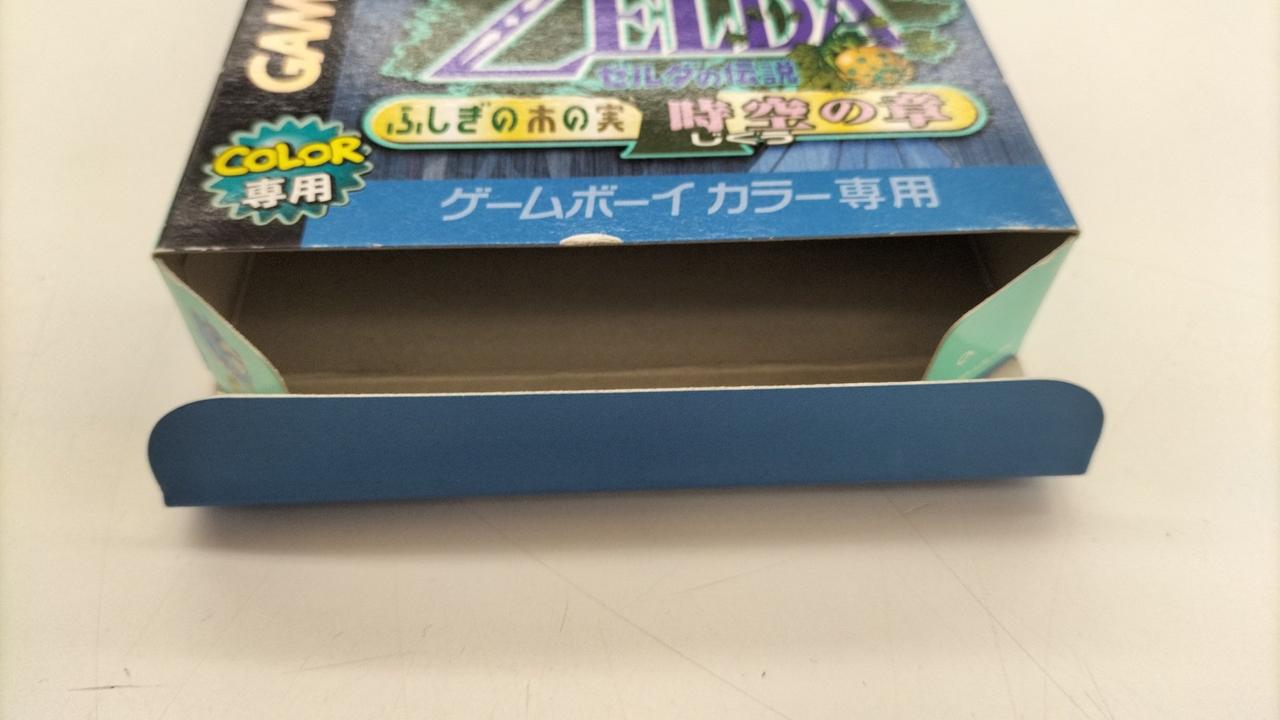 GAM
ZELDA
ゼルダの伝説
ふしぎの木の実 時空の章
じくう
COLOR
専用
ゲームボーイ カラー専用